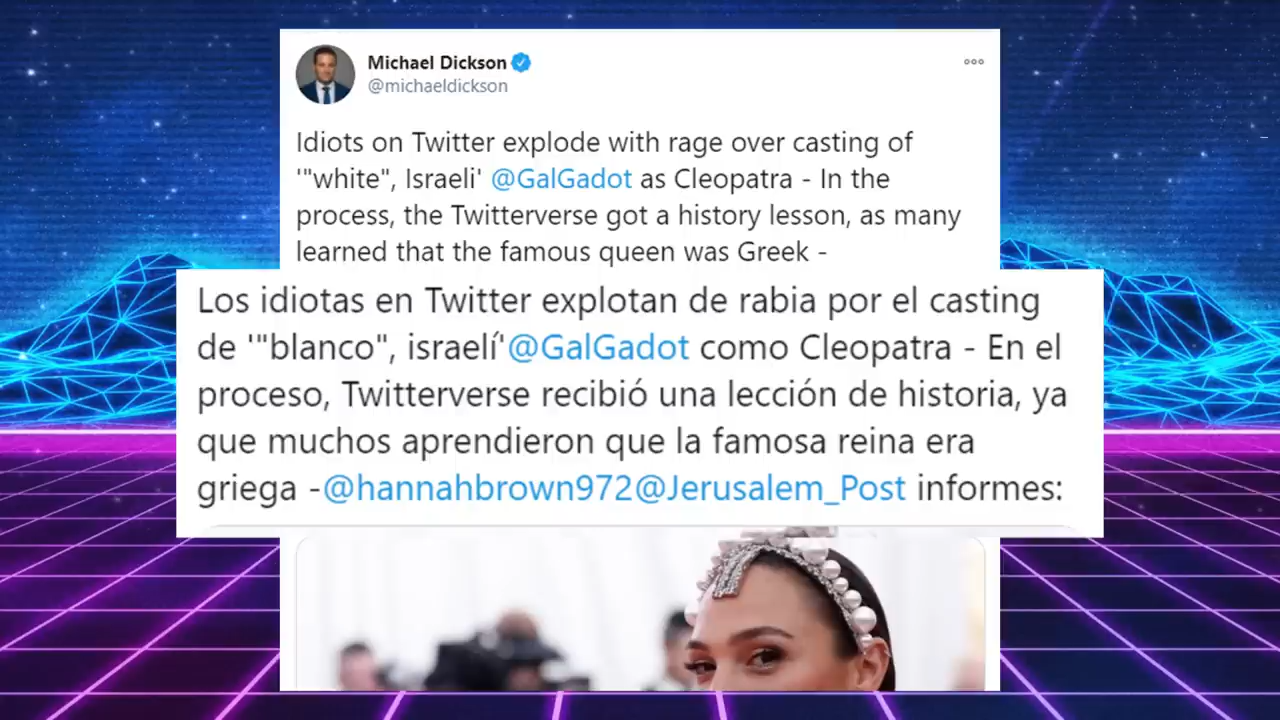 Michael Dickson
@michaeldickson
Idiots on Twitter explode with rage over casting of
'"white", Israeli' @GalGadot as Cleopatra - In the
process, the Twitterverse got a history lesson, as many
learned that the famous queen was Greek -
Los idiotas en Twitter explotan de rabia por el casting
de '"blanco", israelí'@GalGadot como Cleopatra - En el
proceso, Twitterverse recibió una lección de historia, ya
que muchos aprendieron que la famosa reina era
griega -@hannahbrown972@Jerusalem_Post informes: